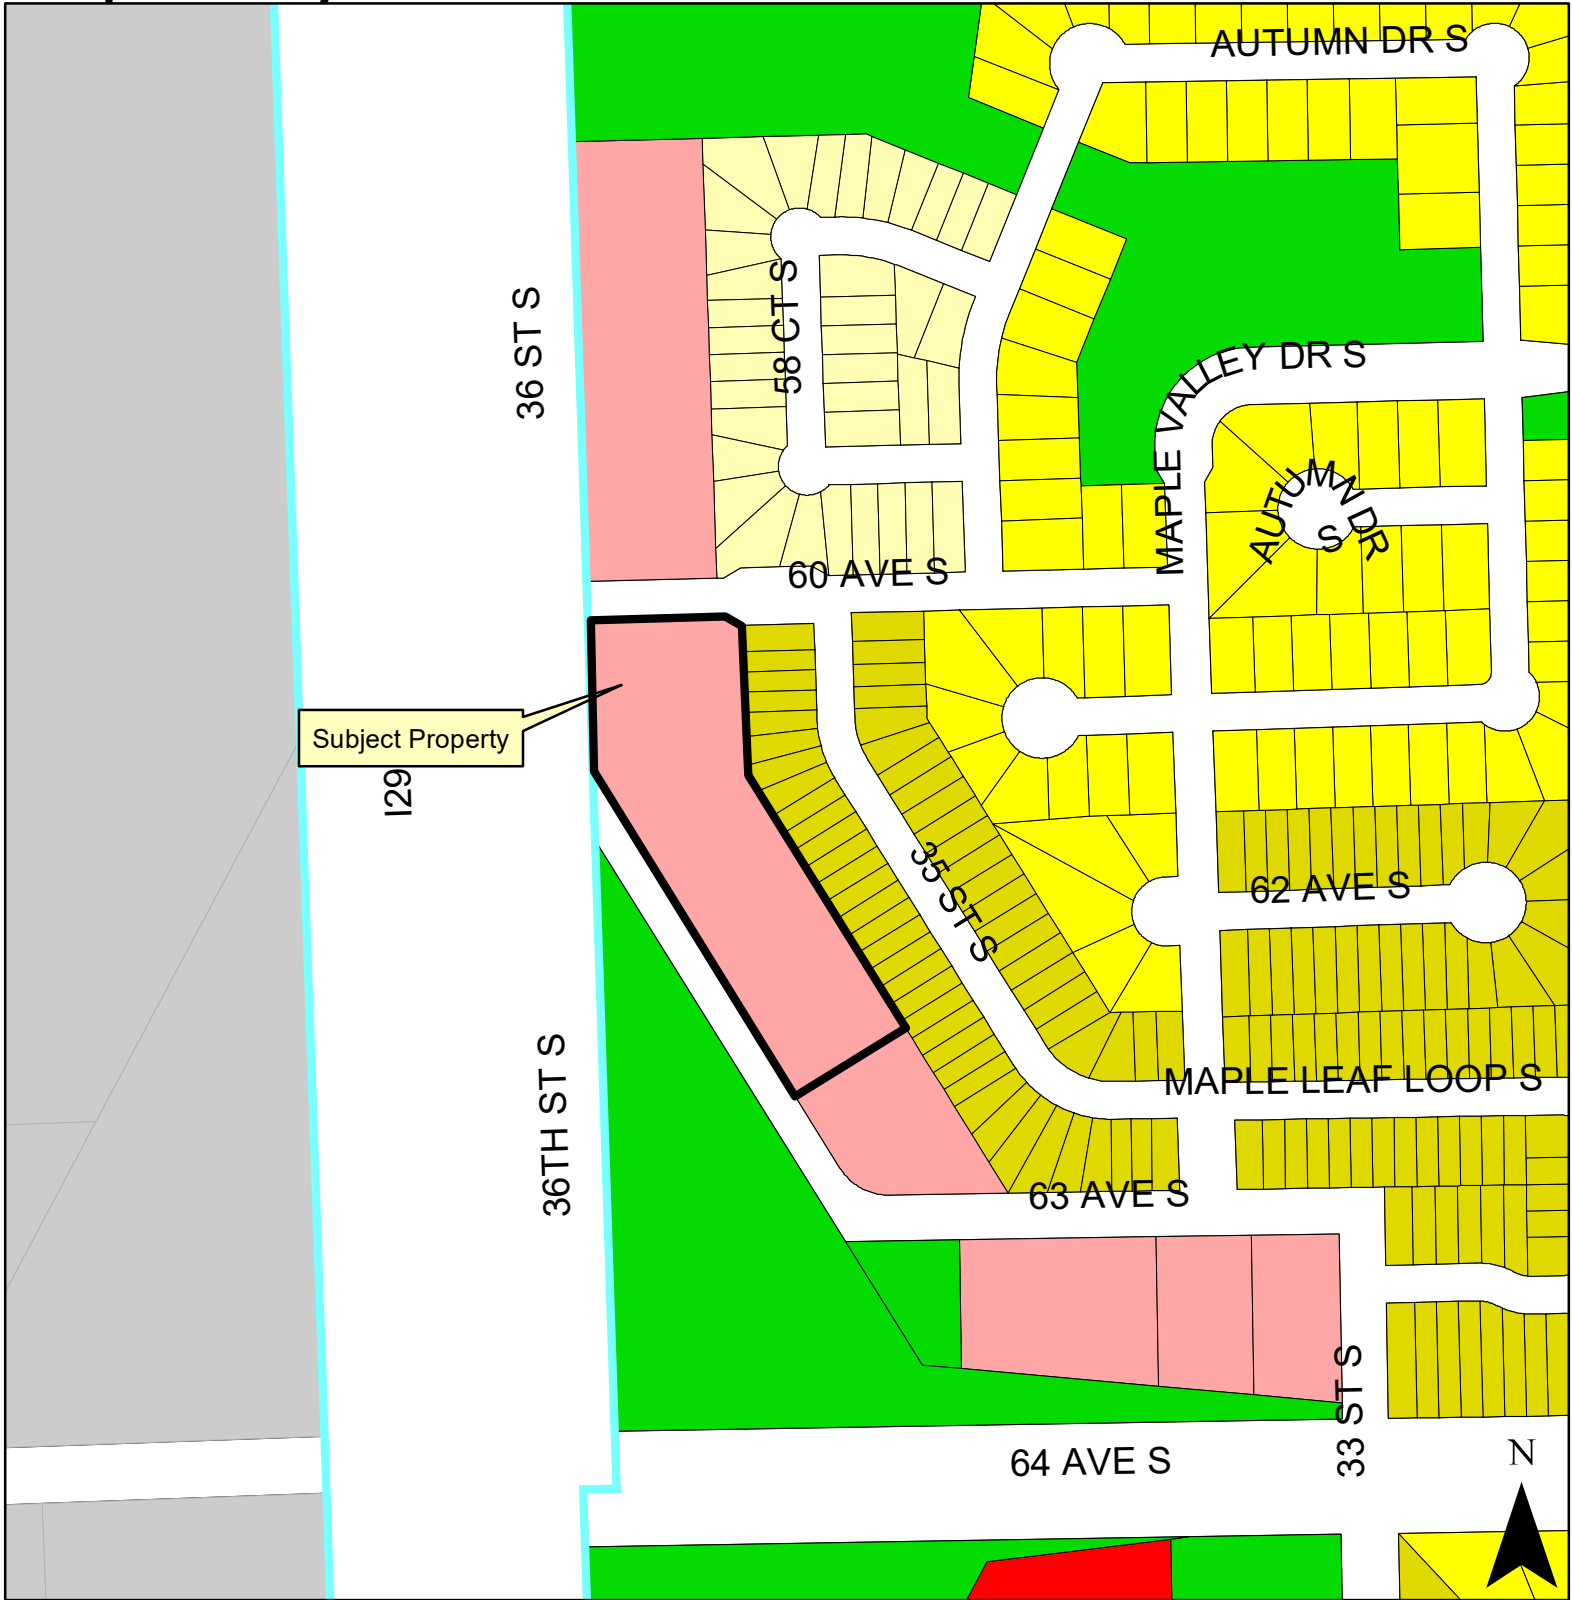 AUTUMN DR S
36 ST S
58 CT S
MAPLE VALLEY DR S
AUTUMN DR
S
60 AVE S
Subject Property
I29
35 ST S
62 AVE S
36TH ST S
MAPLE LEAF LOOP S
63 AVE S
33 ST S
64 AVE S
N